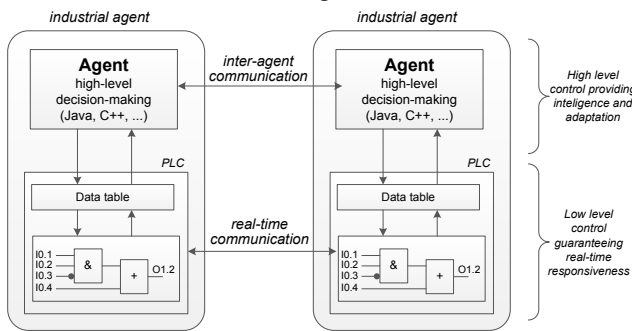 industrial agent
Agent
high-level
decision-making
(Java, C++, ...)
PLC
Data table
I0.1
I0.2
I0.3
I0.4
&
+
O1.2
inter-agent
communication
real-time
communication
industrial agent
Agent
high-level
decision-making
(Java, C++, ...)
PLC
Data table
I0.1
I0.2
I0.3
I0.4
&
+
O1.2
High level
control providing
inteligence and
adaptation
Low level
control
guaranteeing
real-time
responsiveness